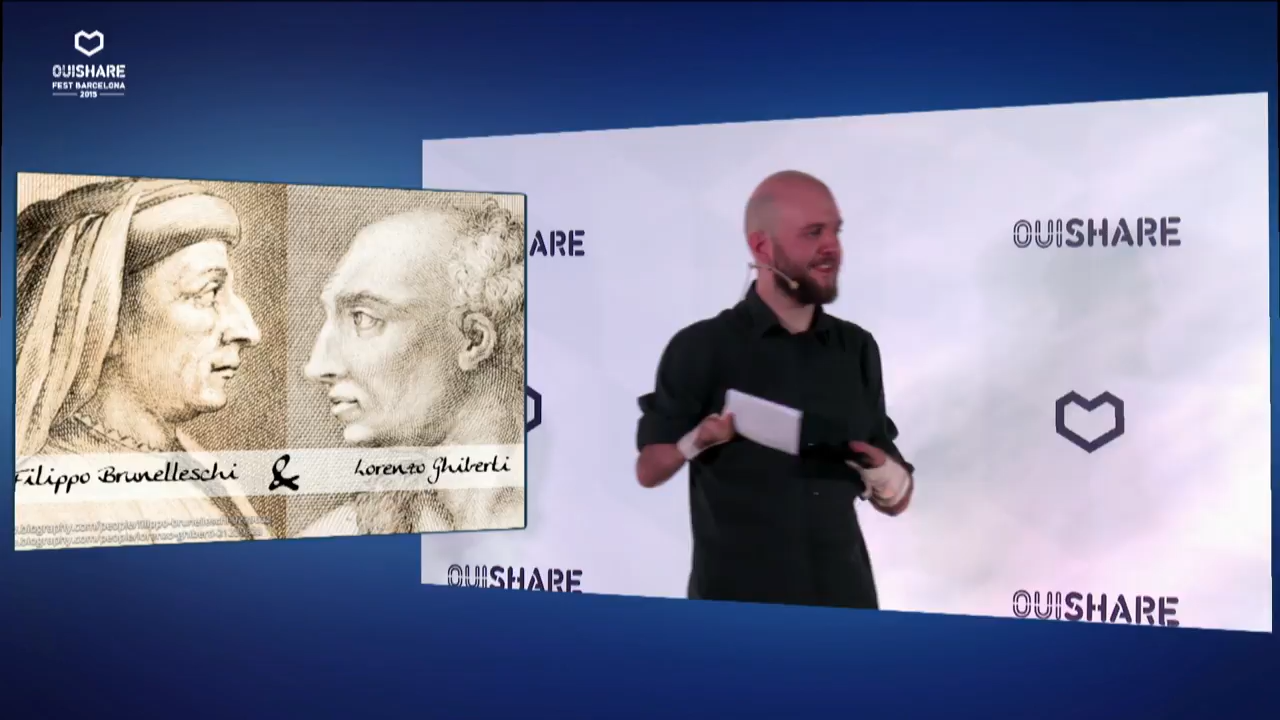 OUISHARE
FEST BARCELONA
2015
ARE
OUISHARE
Filippo Brunelleschi & Lorenzo Ghiberti
OUISHARE
OUISHARE